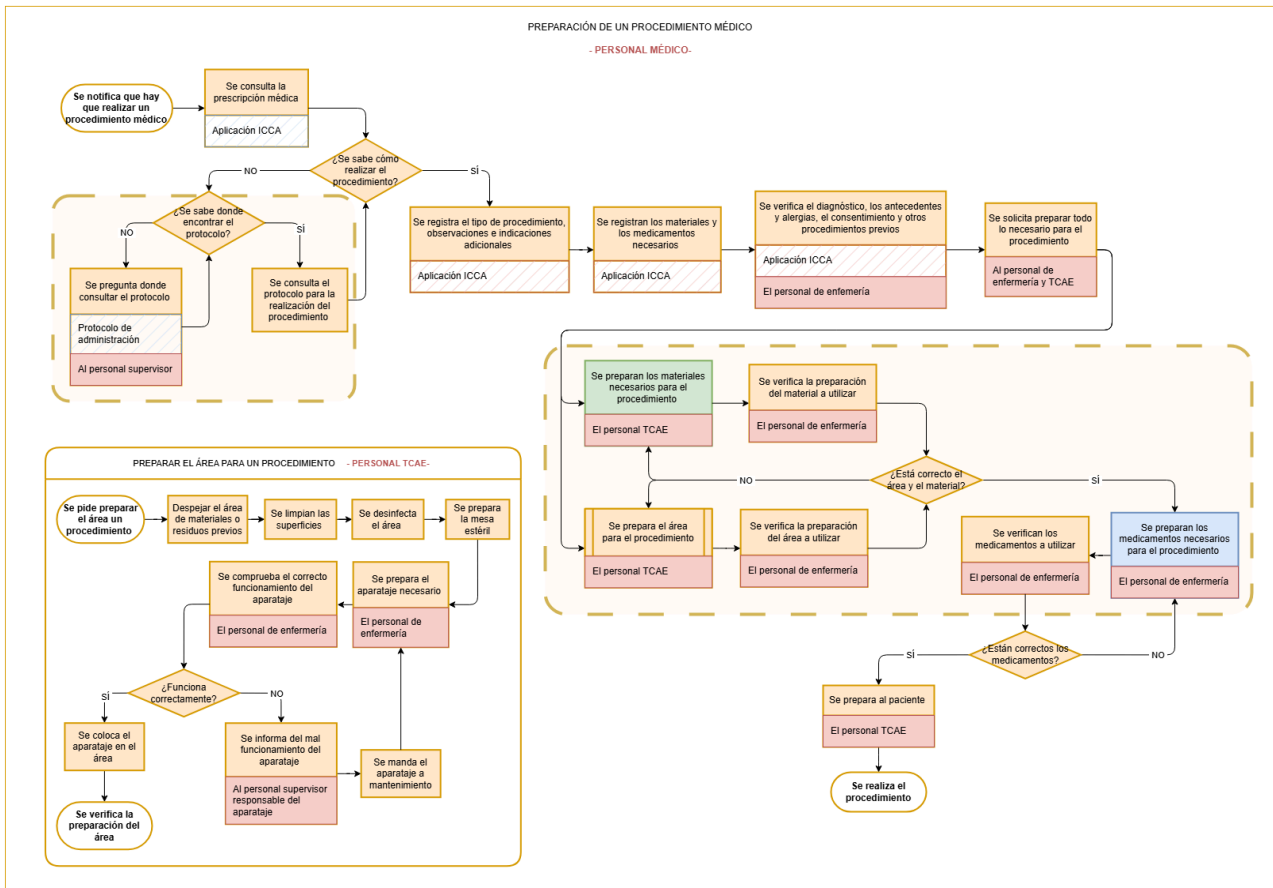 PREPARACIÓN DE UN PROCEDIMIENTO MÉDICO
- PERSONAL MÉDICO-
Se notifica que hay
que realizar un
procedimiento médico
Se consulta la
prescripción médica
Aplicación ICCA
¿Se sabe cómo
realizar el
procedimiento?
NO
SÍ
¿Se sabe donde
encontrar el
protocolo?
NO
SÍ
Se pregunta donde
consultar el protocolo
Protocolo de
administración
Al personal supervisor
Se consulta el
protocolo para la
realización del
procedimiento
Se registra el tipo de procedimiento,
observaciones e indicaciones
adicionales
Aplicación ICCA
Se registran los materiales y
los medicamentos
necesarios
Aplicación ICCA
Se verifica el diagnóstico, los antecedentes
y alergias, el consentimiento y otros
procedimientos previos
Aplicación ICCA
El personal de enfemería
Se solicita preparar todo
lo necesario para el
procedimiento
Al personal de
enfermería y TCAE
Se preparan los materiales
necesarios para el
procedimiento
El personal TCAE
Se verifica la preparación
del material a utilizar
El personal de enfermería
¿Está correcto el
área y el material?
NO
SÍ
Se prepara el área
para el procedimiento
El personal TCAE
Se verifica la preparación
del área a utilizar
El personal de enfermería
Se verifican los
medicamentos a utilizar
El personal de enfermería
Se preparan los
medicamentos necesarios
para el procedimiento
El personal de enfermería
¿Están correctos los
medicamentos?
SÍ
NO
Se prepara al paciente
El personal TCAE
Se realiza el
procedimiento
PREPARAR EL ÁREA PARA UN PROCEDIMIENTO - PERSONAL TCAE-
Se pide preparar
el área un
procedimiento
Despejar el área
de materiales o
residuos previos
Se limpian las
superficies
Se desinfecta
el área
Se prepara
la mesa
estéril
Se comprueba el correcto
funcionamiento del
aparataje
El personal de enfermería
Se prepara el
aparataje necesario
El personal de
enfermería
¿Funciona
correctamente?
SÍ
NO
Se coloca el
aparataje en el
área
Se informa del mal
funcionamiento del
aparataje
Al personal supervisor
responsable del
aparataje
Se manda el
aparataje a
mantenimiento
Se verifica la
preparación del
área